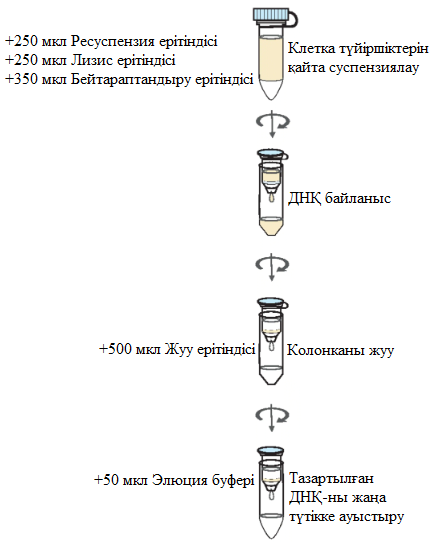 +250 мкл Ресуспензия ерітіндісі
+250 мкл Лизис ерітіндісі
+350 мкл Бейтараптандыру ерітіндісі
Клетка түйіршіктерін
қайта суспензиялау
ДНҚ байланыс
+500 мкл Жуу ерітіндісі
Колонканы жуу
+50 мкл Элюция буфері
Тазартылған
ДНҚ-ны жаңа
түтікке ауыстыру